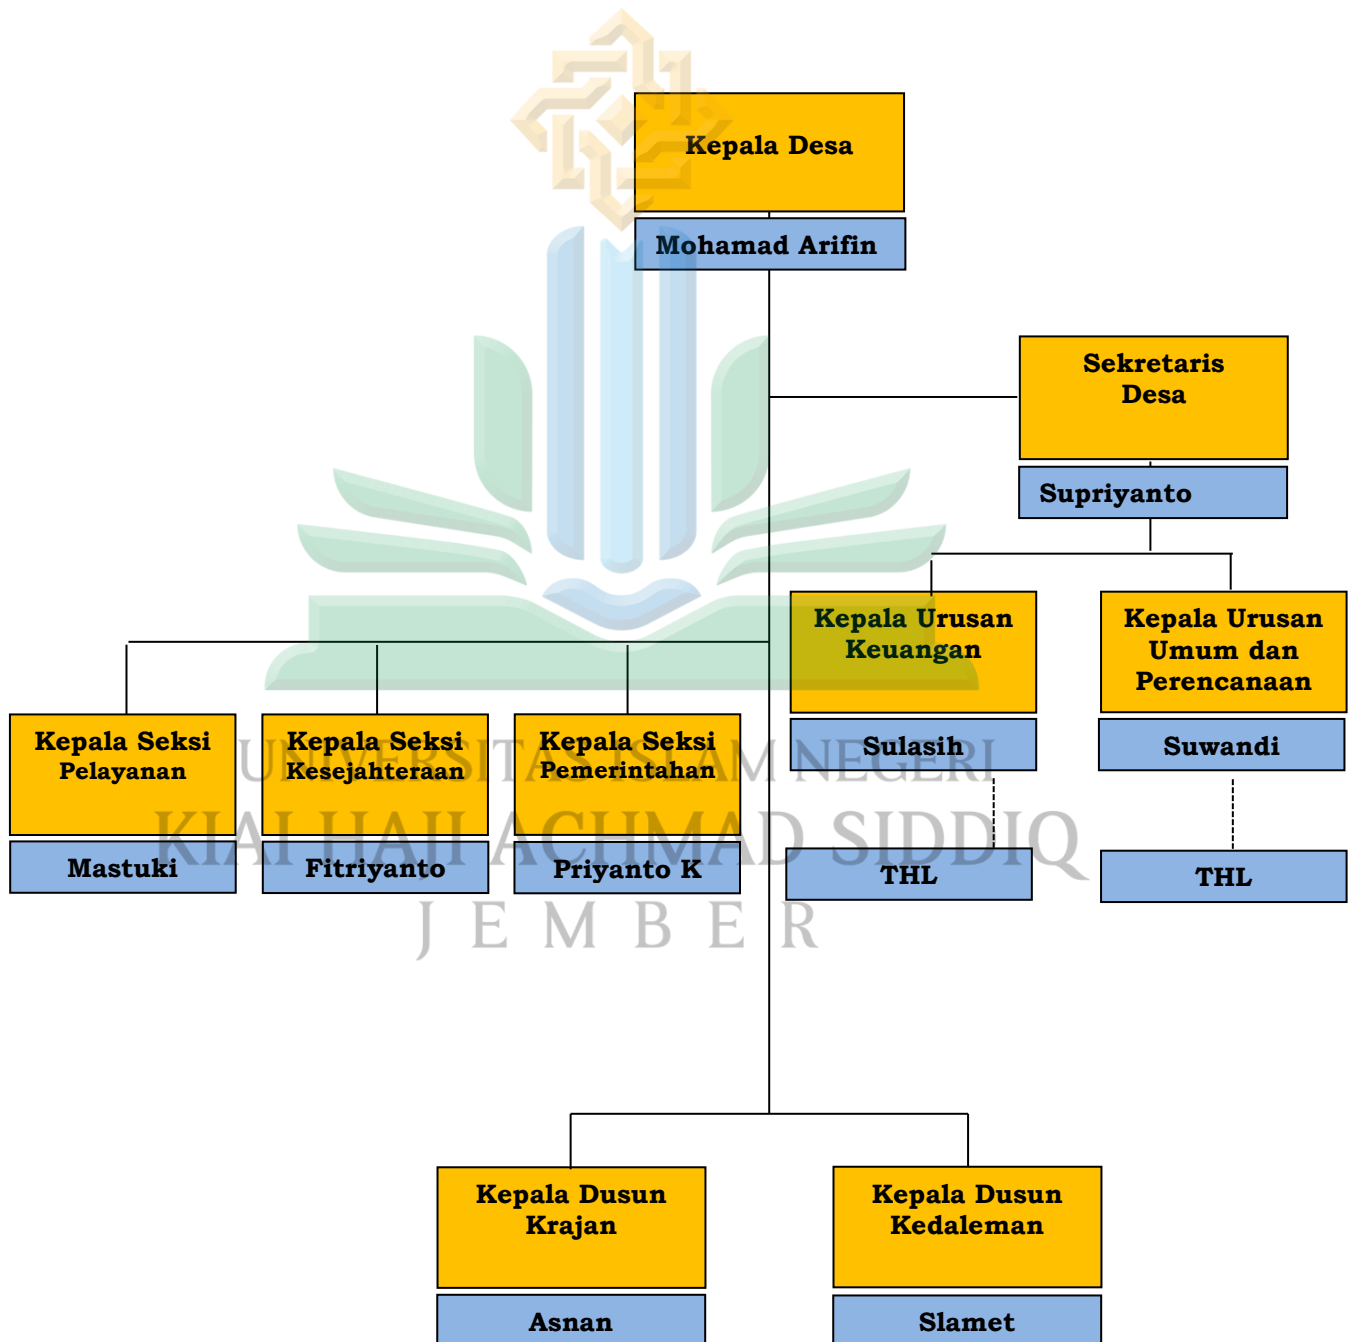 Kepala Desa
Mohamad Arifin
Sekretaris
Desa
Supriyanto
Kepala Urusan
Keuangan
Sulasih
Kepala Urusan
Umum dan
Perencanaan
Suwandi
Kepala Seksi
Pelayanan
Mastuki
Kepala Seksi
Kesejahteraan
Fitriyanto
Kepala Seksi
Pemerintahan
Priyanto K
THL
THL
UNIVERSITAS ISLAM NEGERI
KIAI HAJI ACHMAD SIDDIQ
JEMBER
Kepala Dusun
Krajan
Asnan
Kepala Dusun
Kedaleman
Slamet